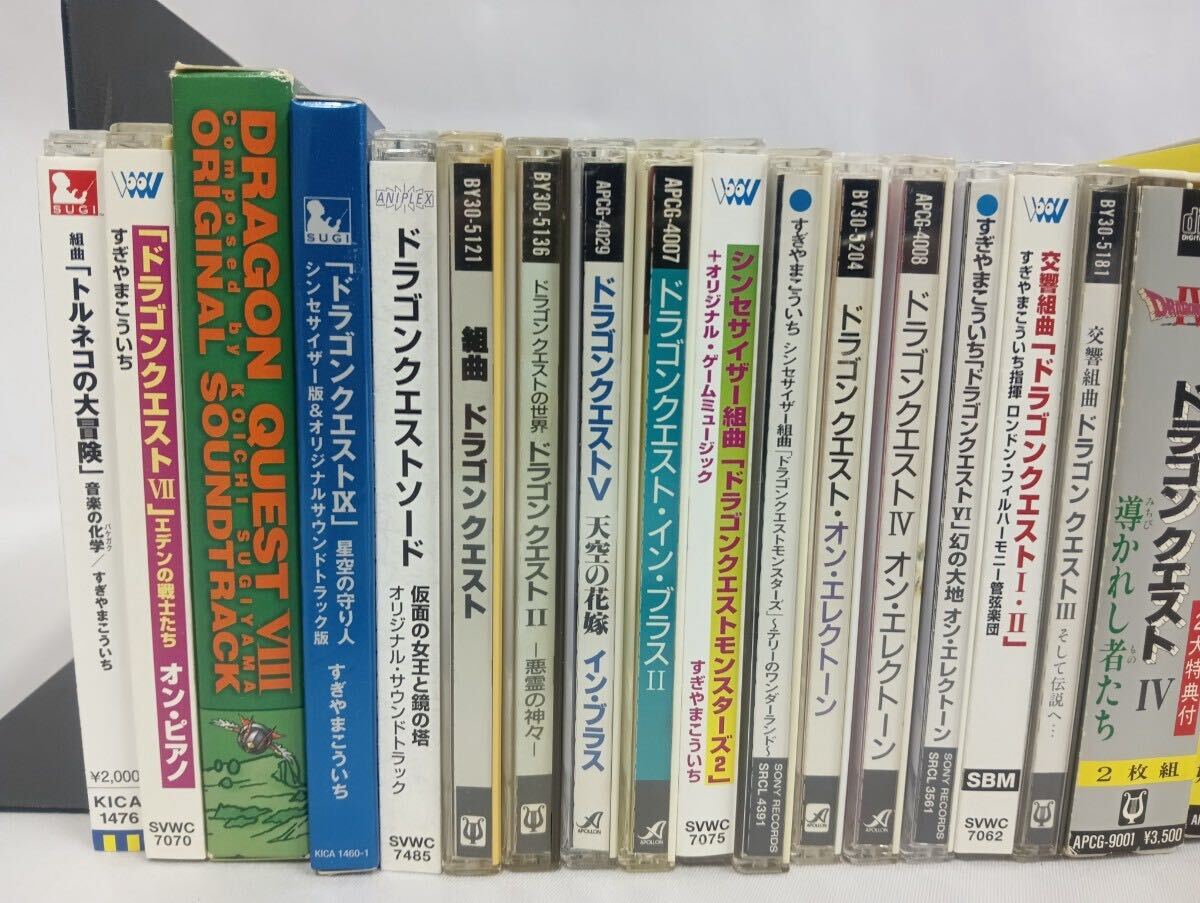 SUGI
組曲「トルネコの大冒険」音楽の化学/すぎやまこういち
バケガク
¥2,000
KICA
1476
すぎやまこういち
「ドラゴンクエストVII」エデンの戦士たち オン・ピアノ
SVWC
7070
DRAGON QUEST VIII
composed by KOICHI SUGIYAMA
ORIGINAL SOUNDTRACK
SUGI
「ドラゴンクエストIX」星空の守り人
シンセサイザー版&オリジナルサウンドトラック版 すぎやまこういち
KICA 1460-1
ANIPLEX
ドラゴンクエストソード 仮面の女王と鏡の塔
オリジナル・サウンドトラック
SVWC
7485
BY30-5121
組曲 ドラゴンクエスト
BY30-5136
ドラゴンクエストの世界 ドラゴン クエスト II ―悪霊の神々―
APCG-4029
ドラゴンクエストV 天空の花嫁 イン・ブラス
APOLLON
APCG-4007
ドラゴンクエスト・イン・ブラス II
APOLLON
シンセサイザー組曲「ドラゴンクエストモンスターズ2」
+オリジナル・ゲームミュージック すぎやまこういち
SVWC
7075
すぎやまこういち シンセサイザー組曲「ドラゴンクエストモンスターズ」~テリーのワンダーランド~
SONY RECORDS
SRCL 4391
BY30-5204
ドラゴン クエスト・オン・エレクトーン
APOLLON
APCG-4008
ドラゴンクエストIV オン・エレクトーン
APOLLON
すぎやまこういち「ドラゴンクエストVI」幻の大地 オン・エレクトーン
SONY RECORDS
SRCL 3561
交響組曲「ドラゴンクエストI・II」
すぎやまこういち指揮 ロンドン・フィルハーモニー管弦楽団
SBM
SVWC
7062
BY30-5181
交響組曲 ドラゴン クエストIII そして伝説へ…
DIGITAL
ドラゴン クエスト IV
導かれし者たち
みちび
もの
2枚組
APCG-9001 ¥3,500
2大特典付